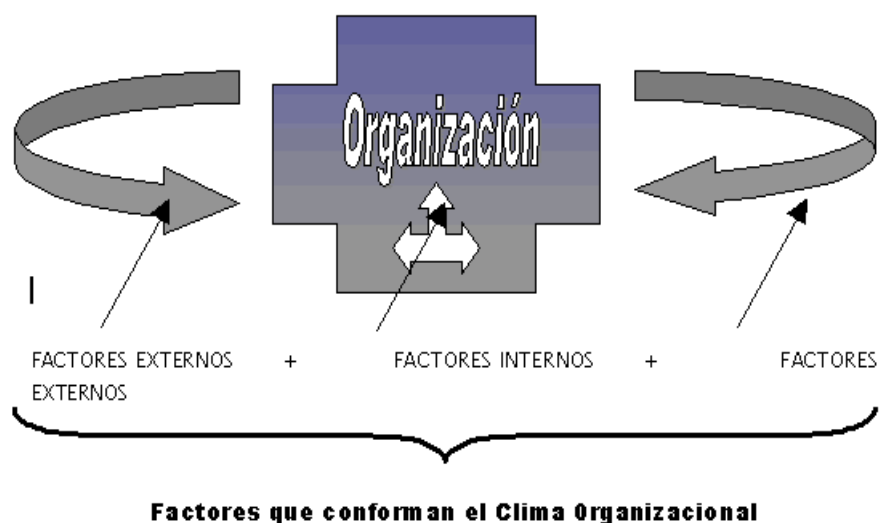 Organización
FACTORES EXTERNOS + FACTORES INTERNOS + FACTORES
EXTERNOS
Factores que conforman el Clima Organizacional